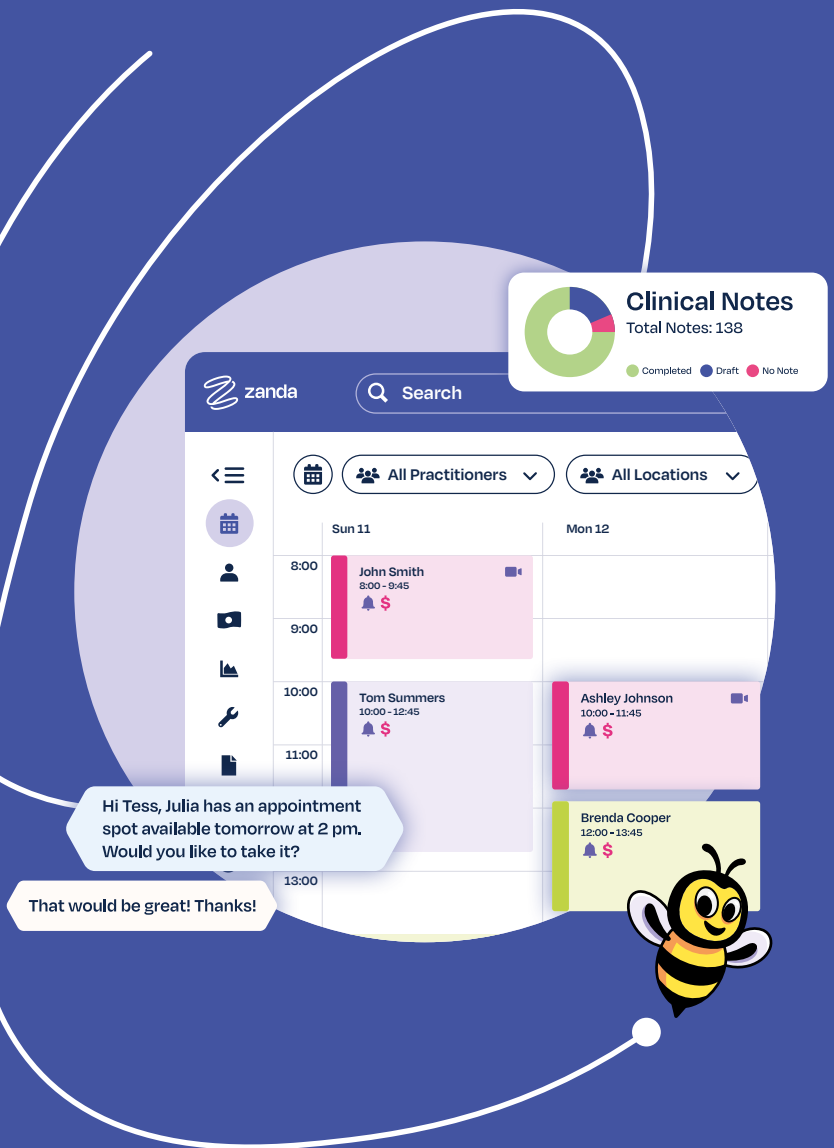 Clinical Notes
Total Notes: 138
Completed
Draft
No Note
zanda
Search
All Practitioners
All Locations
Sun 11
Mon 12
8:00
John Smith
8:00 - 9:45
$
9:00
10:00
Tom Summers
10:00 - 12:45
$
Ashley Johnson
10:00 - 11:45
$
11:00
Hi Tess, Julia has an appointment
spot available tomorrow at 2 pm.
Would you like to take it?
Brenda Cooper
12:00 - 13:45
$
13:00
That would be great! Thanks!